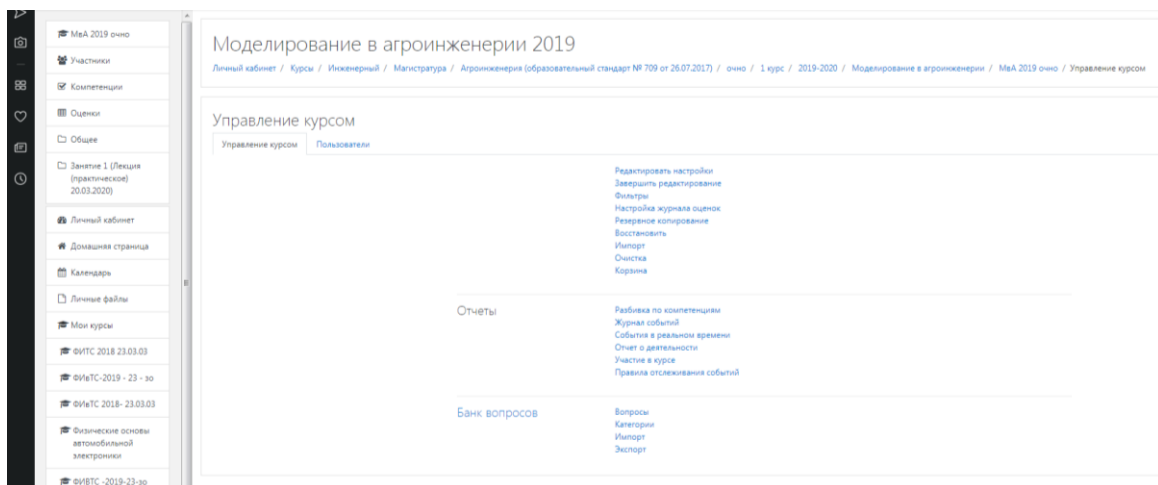 МвА 2019 очно
Участники
Компетенции
Оценки
Общее
Занятие 1 (Лекция
(практическое)
20.03.2020)
Личный кабинет
Домашняя страница
Календарь
Личные файлы
Мои курсы
ФИТС 2018 23.03.03
ФИвТС-2019 - 23 - зо
ФИвТС 2018- 23.03.03
Физические основы
автомобильной
электроники
ФИВТС -2019-23-зо
Моделирование в агроинженерии 2019
Личный кабинет / Курсы / Инженерный / Магистратура / Агроинженерия (образовательный стандарт № 709 от 26.07.2017) / очно / 1 курс / 2019-2020 / Моделирование в агроинженерии / МвА 2019 очно / Управление курсом
Управление курсом
Управление курсом Пользователи
Редактировать настройки
Завершить редактирование
Фильтры
Настройка журнала оценок
Резервное копирование
Восстановить
Импорт
Очистка
Корзина
Отчеты
Разбивка по компетенциям
Журнал событий
События в реальном времени
Отчет о деятельности
Участие в курсе
Правила отслеживания событий
Банк вопросов
Вопросы
Категории
Импорт
Экспорт